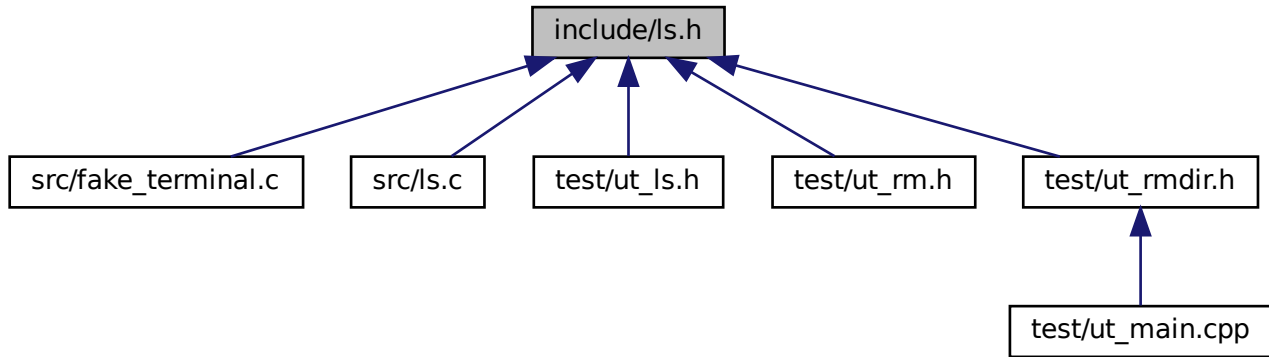 include/ls.h
src/fake_terminal.c
src/ls.c
test/ut_ls.h
test/ut_rm.h
test/ut_rmdir.h
test/ut_main.cpp